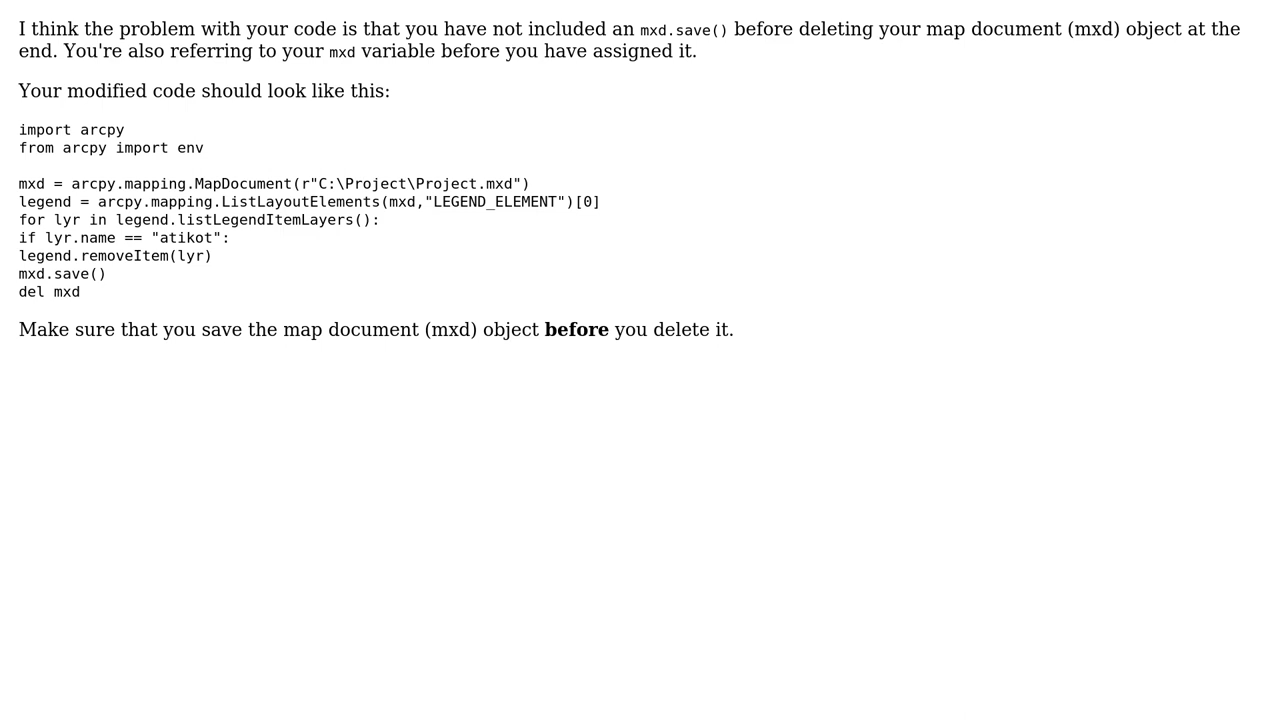 I think the problem with your code is that you have not included an mxd.save() before deleting your map document (mxd) object at the
end. You're also referring to your mxd variable before you have assigned it.
Your modified code should look like this:
import arcpy
from arcpy import env
mxd = arcpy.mapping.MapDocument(r"C:\Project\Project.mxd")
legend = arcpy.mapping.ListLayoutElements(mxd,"LEGEND_ELEMENT")[0]
for lyr in legend.listLegendItemLayers():
if lyr.name == "atikot":
legend.removeItem(lyr)
mxd.save()
del mxd
Make sure that you save the map document (mxd) object before you delete it.